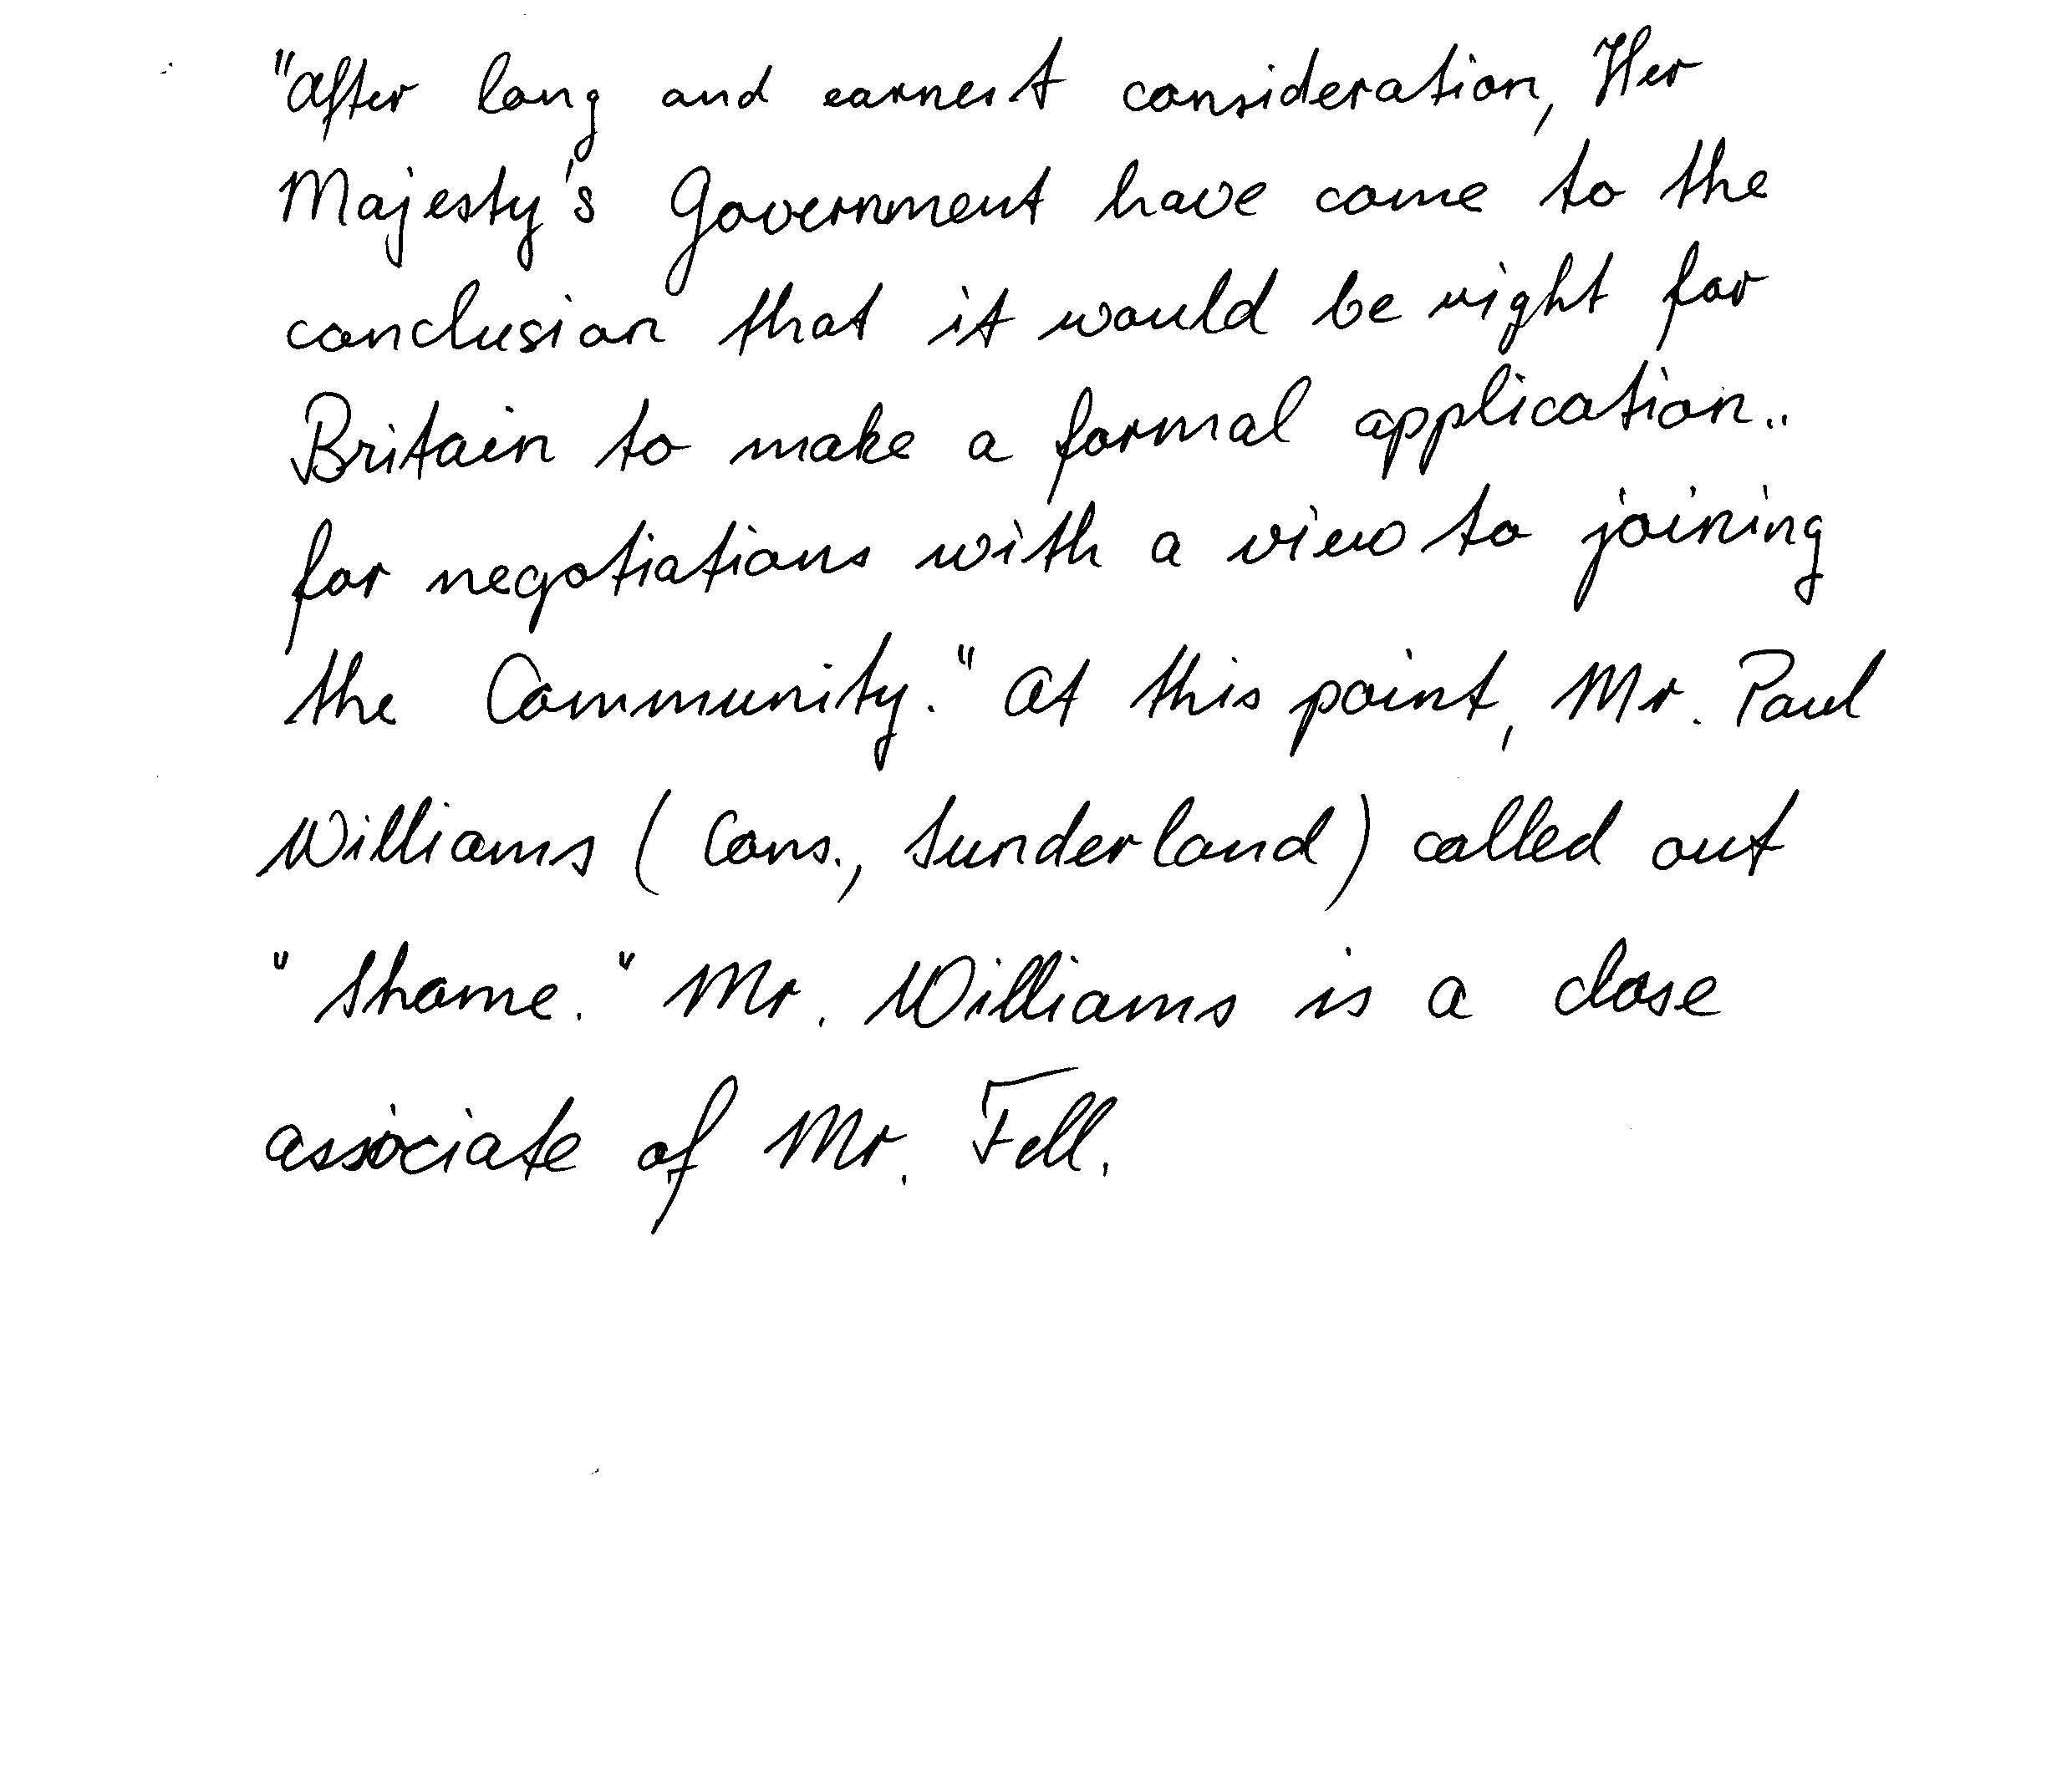 "After long and earnest consideration, Her
Majesty's Government have come to the
conclusion that it would be right for
Britain to make a formal application..
for negotiations with a view to joining
the Community." At this point, Mr. Paul
Williams (Cons., Sunderland) called out
"Shame." Mr. Williams is a close
associate of Mr. Fell.